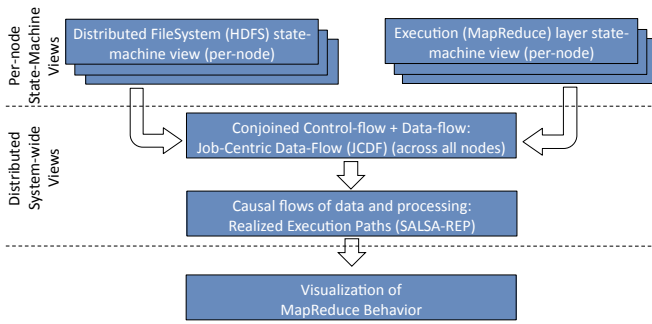 Per-node
State-Machine
Views
Distributed FileSystem (HDFS) state-
machine view (per-node)
Execution (MapReduce) layer state-
machine view (per-node)
Distributed
System-wide
Views
Conjoined Control-flow + Data-flow:
Job-Centric Data-Flow (JCDF) (across all nodes)
Causal flows of data and processing:
Realized Execution Paths (SALSA-REP)
Visualization of
MapReduce Behavior